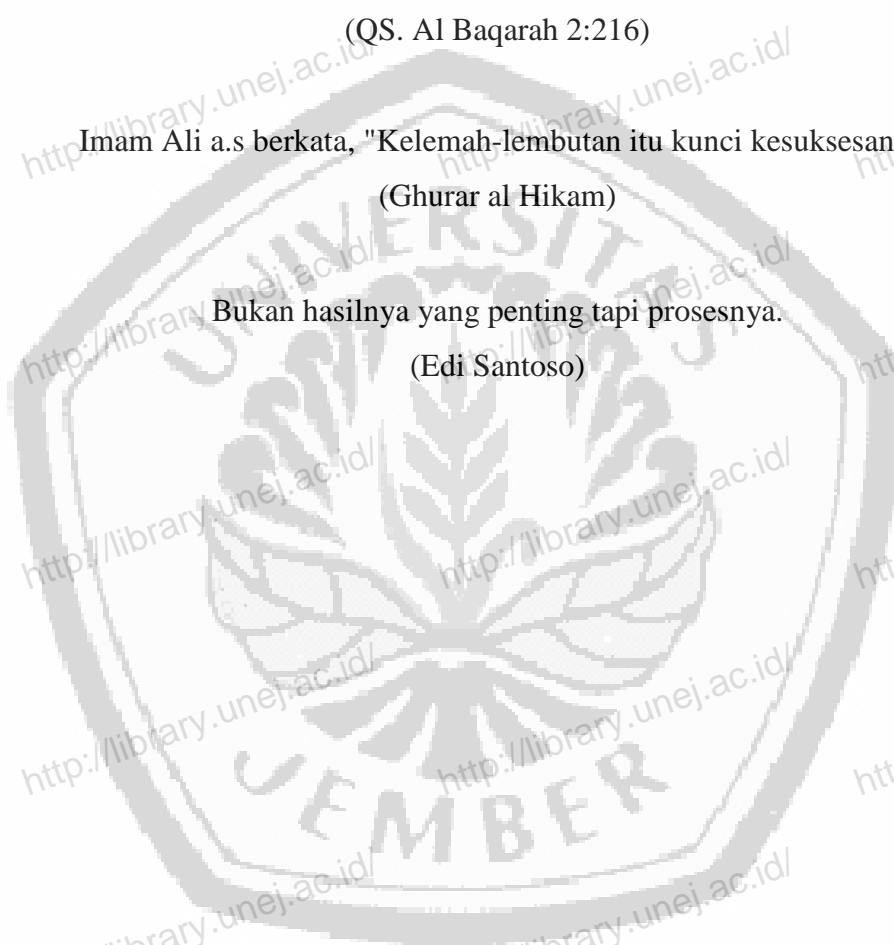 (QS. Al Baqarah 2:216)
Imam Ali a.s berkata, "Kelemah-lembutan itu kunci kesuksesan
(Ghurar al Hikam)
Bukan hasilnya yang penting tapi prosesnya.
(Edi Santoso)
UNIVERSITAS
JEMBER
http://library.unej.ac.id/
http://library.unej.ac.id/
http://library.unej.ac.id/
http://library.unej.ac.id/
http://library.unej.ac.id/
http://library.unej.ac.id/
http://library.unej.ac.id/
http://library.unej.ac.id/